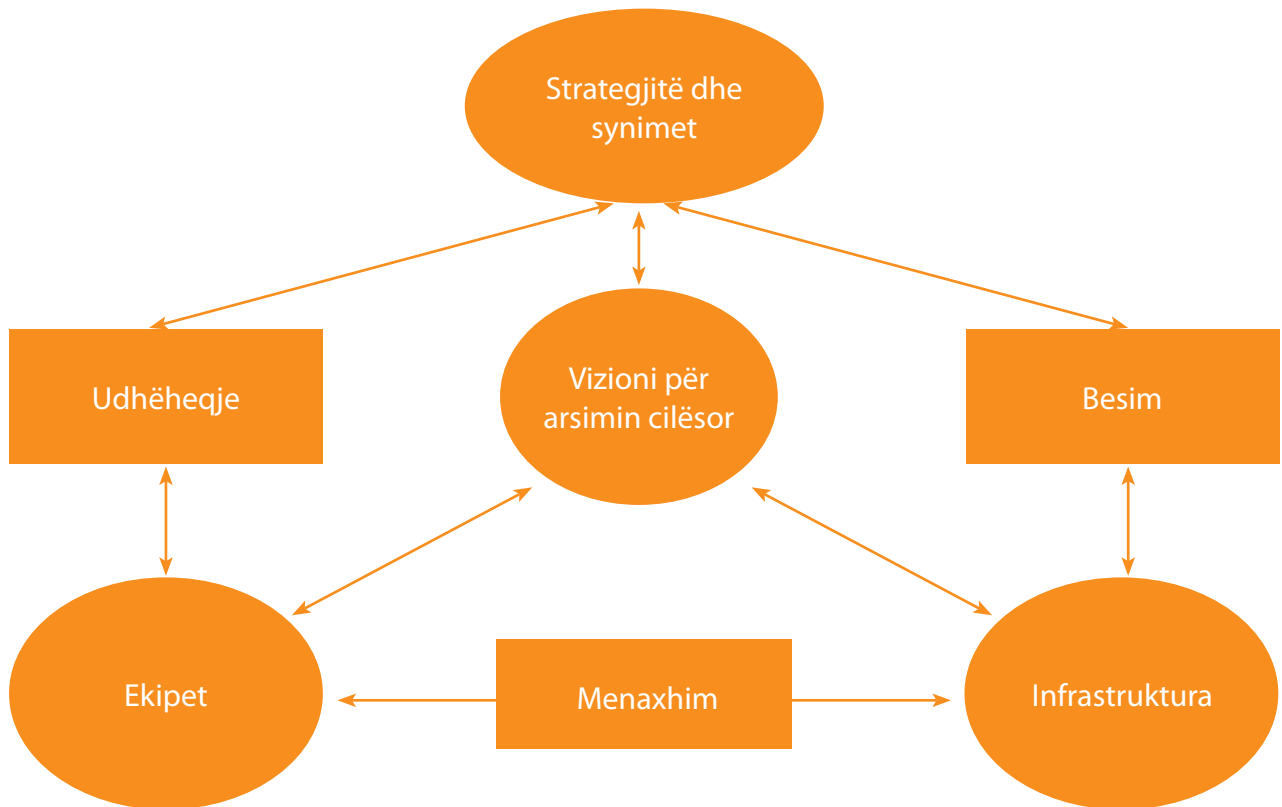 Strategjitë dhe
synimet
Udhëheqje
Vizioni për
arsimin cilësor
Besim
Ekipet
Menaxhim
Infrastruktura